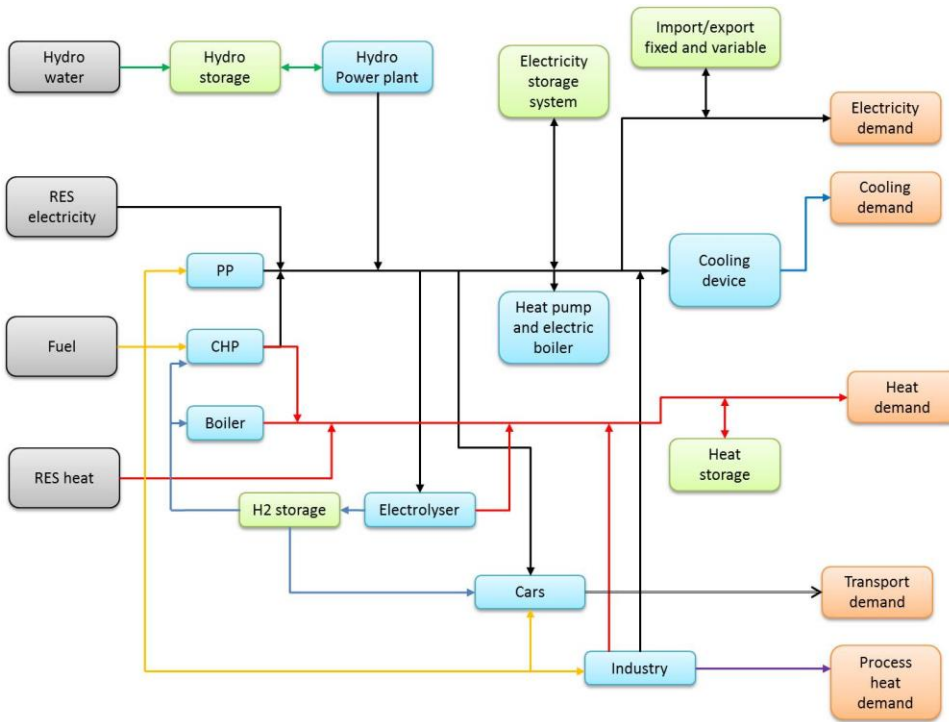 Hydro
water
Hydro
storage
Hydro
Power plant
Electricity
storage
system
Import/export
fixed and variable
Electricity
demand
RES
electricity
Cooling
demand
PP
Cooling
device
Heat pump
and electric
boiler
Fuel
CHP
Heat
demand
Boiler
Heat
storage
RES heat
H2 storage
Electrolyser
Cars
Transport
demand
Industry
Process
heat
demand